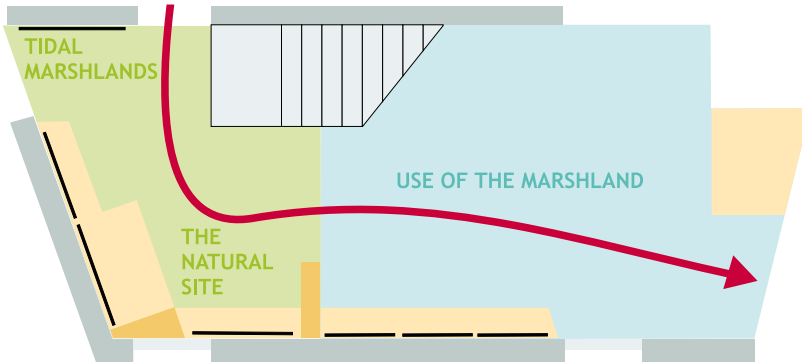 TIDAL
MARSHLANDS
USE OF THE MARSHLAND
THE
NATURAL
SITE